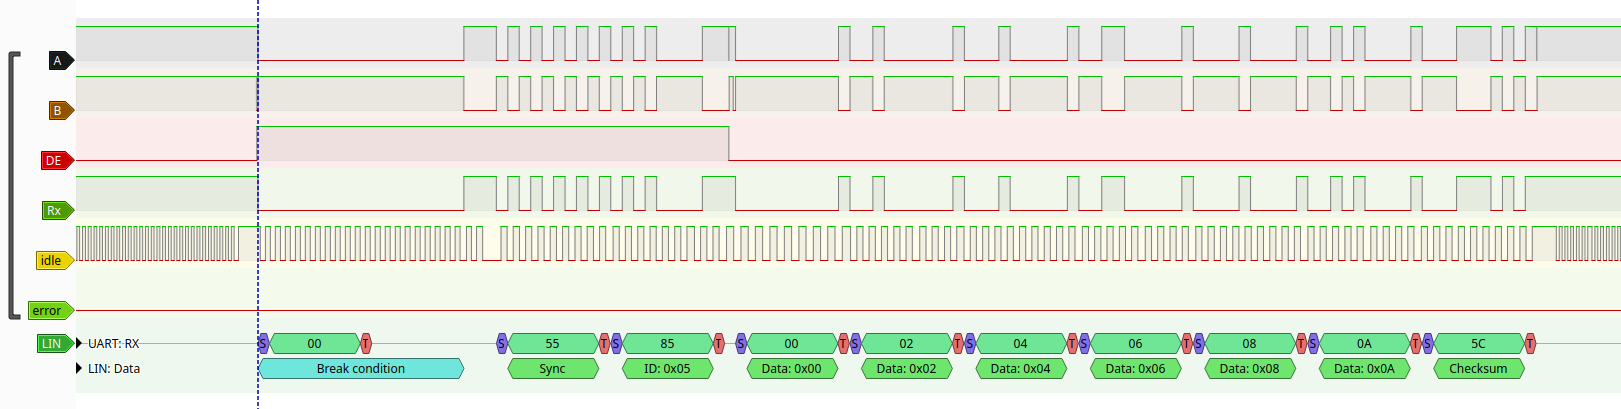 A
B
DE
Rx
idle
error
LIN UART: RX S 00 T S 55 T S 85 T S 00 T S 02 T S 04 T S 06 T S 08 T S 0A T S 5C T
LIN: Data Break condition Sync ID: 0x05 Data: 0x00 Data: 0x02 Data: 0x04 Data: 0x06 Data: 0x08 Data: 0x0A Checksum